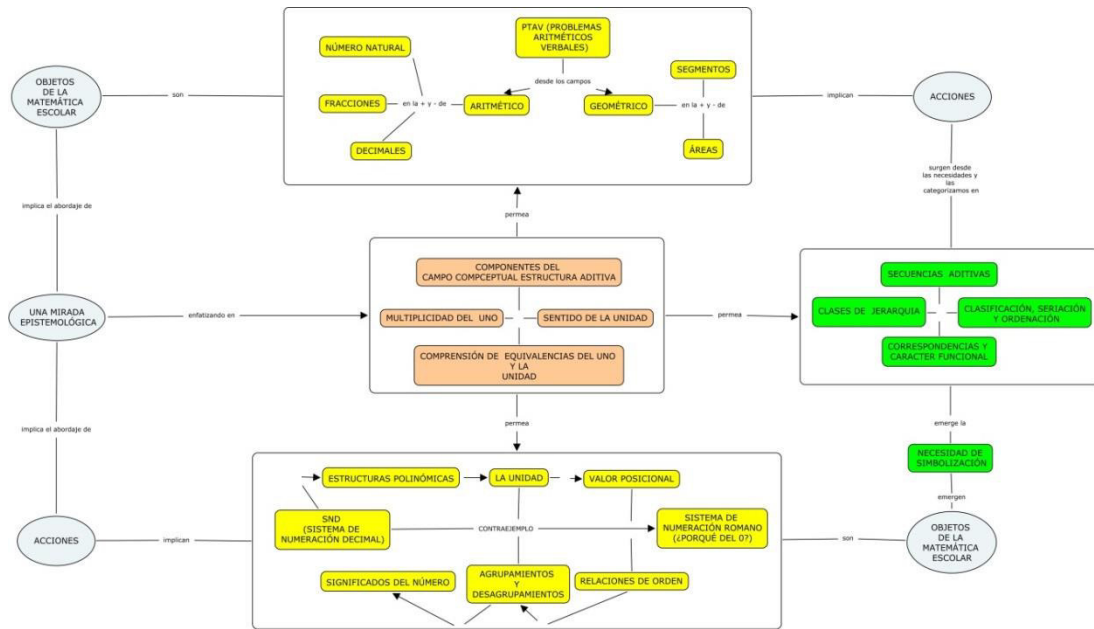 PTAV (PROBLEMAS
ARITMÉTICOS
VERBALES)
NÚMERO NATURAL
SEGMENTOS
OBJETOS
DE LA
MATEMÁTICA
ESCOLAR
son
desde los campos
implican
ACCIONES
FRACCIONES
en la + y - de
ARITMÉTICO
GEOMÉTRICO
en la + y - de
DECIMALES
ÁREAS
surgen desde
las necesidades y
las
categorizamos en
implica el abordaje de
permea
COMPONENTES DEL
CAMPO COMPCEPTUAL ESTRUCTURA ADITIVA
SECUENCIAS ADITIVAS
UNA MIRADA
EPISTEMOLÓGICA
enfatizando en
MULTIPLICIDAD DEL UNO
SENTIDO DE LA UNIDAD
permea
CLASES DE JERARQUIA
CLASIFICACIÓN, SERIACIÓN
Y ORDENACIÓN
COMPRENSIÓN DE EQUIVALENCIAS DEL UNO
Y LA
UNIDAD
CORRESPONDENCIAS Y
CARACTER FUNCIONAL
implica el abordaje de
permea
emerge la
NECESIDAD DE
SIMBOLIZACIÓN
ESTRUCTURAS POLINÓMICAS
LA UNIDAD
VALOR POSICIONAL
emergen
SND
(SISTEMA DE
NUMERACIÓN DECIMAL)
CONTRAEJEMPLO
SISTEMA DE
NUMERACIÓN ROMANO
(¿PORQUÉ DEL 0?)
ACCIONES
implican
son
OBJETOS
DE LA
MATEMÁTICA
ESCOLAR
SIGNIFICADOS DEL NÚMERO
AGRUPAMIENTOS
Y
DESAGRUPAMIENTOS
RELACIONES DE ORDEN